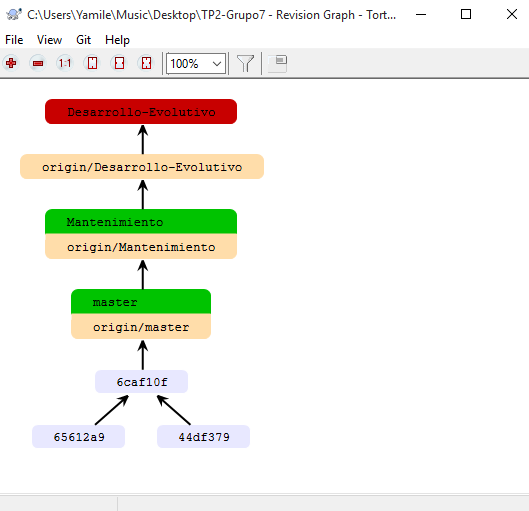 C:\Users\Yamile\Music\Desktop\TP2-Grupo7 - Revision Graph - Tort...
File View Git Help
1:1 100%
Desarrollo-Evolutivo
origin/Desarrollo-Evolutivo
Mantenimiento
origin/Mantenimiento
master
origin/master
6caf10f
65612a9 44df379